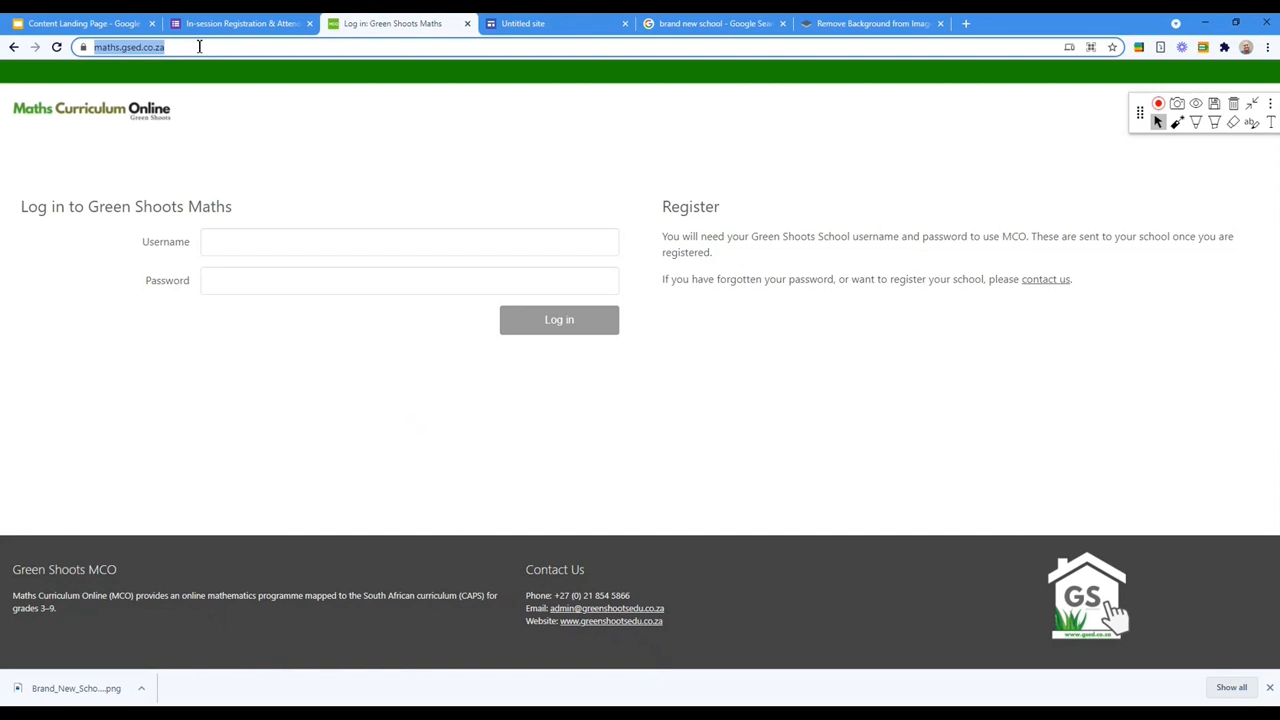 Content Landing Page - Google
In-session Registration & Atten
Log in: Green Shoots Maths
Untitled site
brand new school - Google Sea
Remove Background from Imag
maths.gsed.co.za
Maths Curriculum Online
Green Shoots
Log in to Green Shoots Maths
Username
Password
Log in
Register
You will need your Green Shoots School username and password to use MCO. These are sent to your school once you are
registered.
If you have forgotten your password, or want to register your school, please contact us.
Green Shoots MCO
Maths Curriculum Online (MCO) provides an online mathematics programme mapped to the South African curriculum (CAPS) for
grades 3–9.
Contact Us
Phone: +27 (0) 21 854 5866
Email: admin@greenshootsedu.co.za
Website: www.greenshootsedu.co.za
GS
www.gsed.co.za
Brand_New_Scho....png
Show all